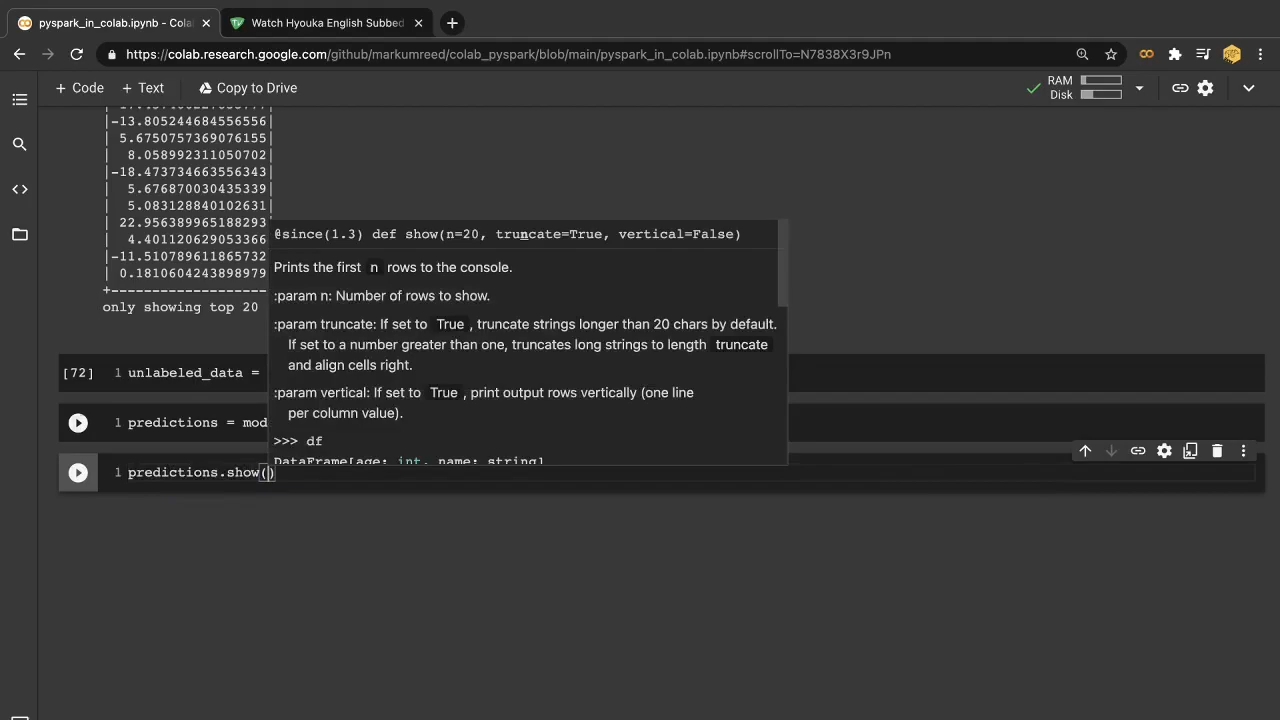 pyspark_in_colab.ipynb - Cola
Watch Hyouka English Subbed
https://colab.research.google.com/github/markumreed/colab_pyspark/blob/main/pyspark_in_colab.ipynb#scrollTo=N7838X3r9JPn
+ Code + Text Copy to Drive
RAM
Disk
|-13.805244684556556|
| 5.6750757369076155|
| 8.058992311050702|
|-18.473734663556343|
| 5.676870030435339|
| 5.083128840102631|
| 22.956389965188293|
| 4.401120629053366|
|-11.510789611865732|
| 0.1810604243898979|
only showing top 20
@since(1.3) def show(n=20, truncate=True, vertical=False)
Prints the first n rows to the console.
:param n: Number of rows to show.
:param truncate: If set to True , truncate strings longer than 20 chars by default.
If set to a number greater than one, truncates long strings to length truncate
and align cells right.
:param vertical: If set to True , print output rows vertically (one line
per column value).
>>> df
DataFrame[age: int, name: string]
[72] 1 unlabeled_data =
1 predictions = mod
1 predictions.show()